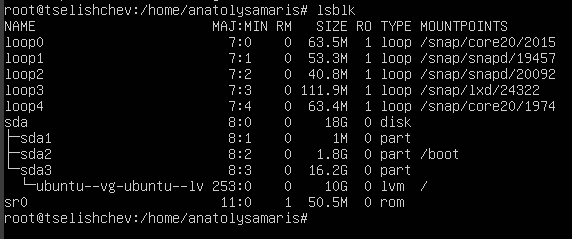 root@tselishchev:/home/anatolysamaris# lsblk
NAME                      MAJ:MIN RM   SIZE RO TYPE MOUNTPOINTS
loop0                       7:0    0  63.5M  1 loop /snap/core20/2015
loop1                       7:1    0  53.3M  1 loop /snap/snapd/19457
loop2                       7:2    0  40.8M  1 loop /snap/snapd/20092
loop3                       7:3    0 111.9M  1 loop /snap/lxd/24322
loop4                       7:4    0  63.4M  1 loop /snap/core20/1974
sda                         8:0    0    18G  0 disk
├─sda1                      8:1    0     1M  0 part
├─sda2                      8:2    0   1.8G  0 part /boot
└─sda3                      8:3    0  16.2G  0 part
  └─ubuntu--vg-ubuntu--lv 253:0    0    10G  0 lvm  /
sr0                        11:0    1  50.5M  0 rom
root@tselishchev:/home/anatolysamaris#